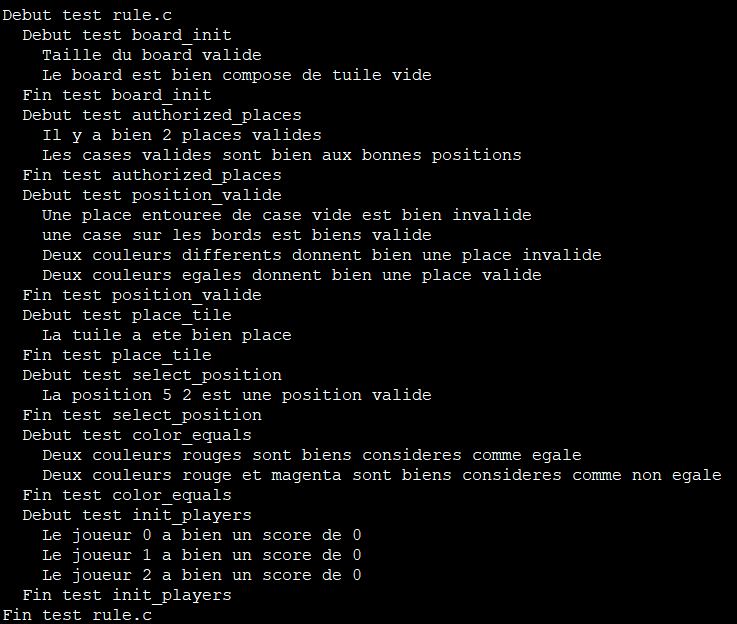 Debut test rule.c
Debut test board_init
Taille du board valide
Le board est bien compose de tuile vide
Fin test board_init
Debut test authorized_places
Il y a bien 2 places valides
Les cases valides sont bien aux bonnes positions
Fin test authorized_places
Debut test position_valide
Une place entouree de case vide est bien invalide
une case sur les bords est biens valide
Deux couleurs differents donnent bien une place invalide
Deux couleurs egales donnent bien une place valide
Fin test position_valide
Debut test place_tile
La tuile a ete bien place
Fin test place_tile
Debut test select_position
La position 5 2 est une position valide
Fin test select_position
Debut test color_equals
Deux couleurs rouges sont biens consideres comme egale
Deux couleurs rouge et magenta sont biens consideres comme non egale
Fin test color_equals
Debut test init_players
Le joueur 0 a bien un score de 0
Le joueur 1 a bien un score de 0
Le joueur 2 a bien un score de 0
Fin test init_players
Fin test rule.c